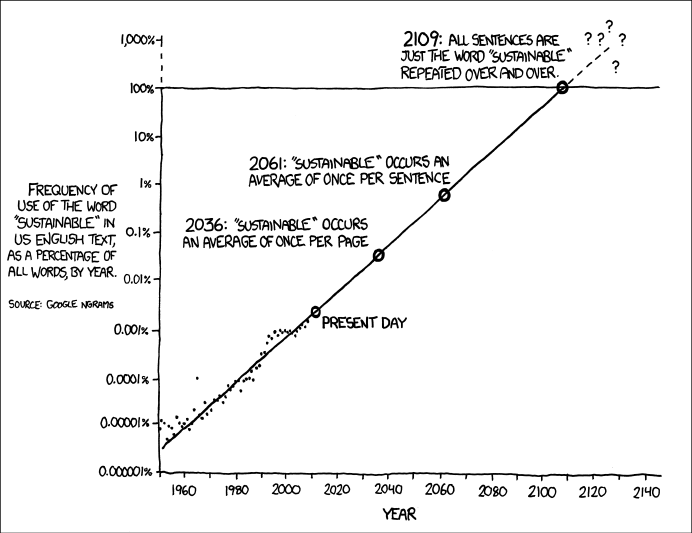 1,000%
2109: ALL SENTENCES ARE
JUST THE WORD "SUSTAINABLE"
REPEATED OVER AND OVER.
? ? ? ?
?
100%
10%
2061: "SUSTAINABLE" OCCURS AN
AVERAGE OF ONCE PER SENTENCE
1%
FREQUENCY OF
USE OF THE WORD
"SUSTAINABLE" IN
US ENGLISH TEXT,
AS A PERCENTAGE OF
ALL WORDS, BY YEAR.
SOURCE: GOOGLE NGRAMS
2036: "SUSTAINABLE" OCCURS
AN AVERAGE OF ONCE PER PAGE
0.1%
0.01%
0.001%
PRESENT DAY
0.0001%
0.00001%
0.000001%
1960 1980 2000 2020 2040 2060 2080 2100 2120 2140
YEAR